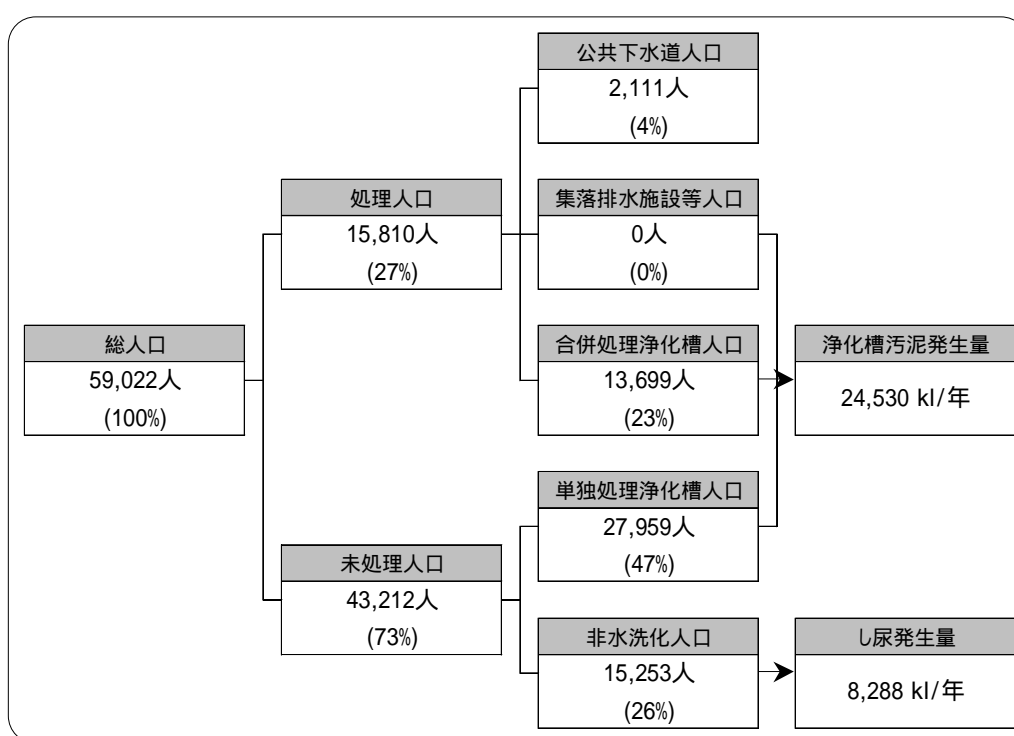 公共下水道人口
2,111人
(4%)
処理人口
15,810人
(27%)
集落排水施設等人口
0人
(0%)
総人口
59,022人
(100%)
合併処理浄化槽人口
13,699人
(23%)
浄化槽汚泥発生量
24,530 kl/年
単独処理浄化槽人口
27,959人
(47%)
未処理人口
43,212人
(73%)
非水洗化人口
15,253人
(26%)
し尿発生量
8,288 kl/年